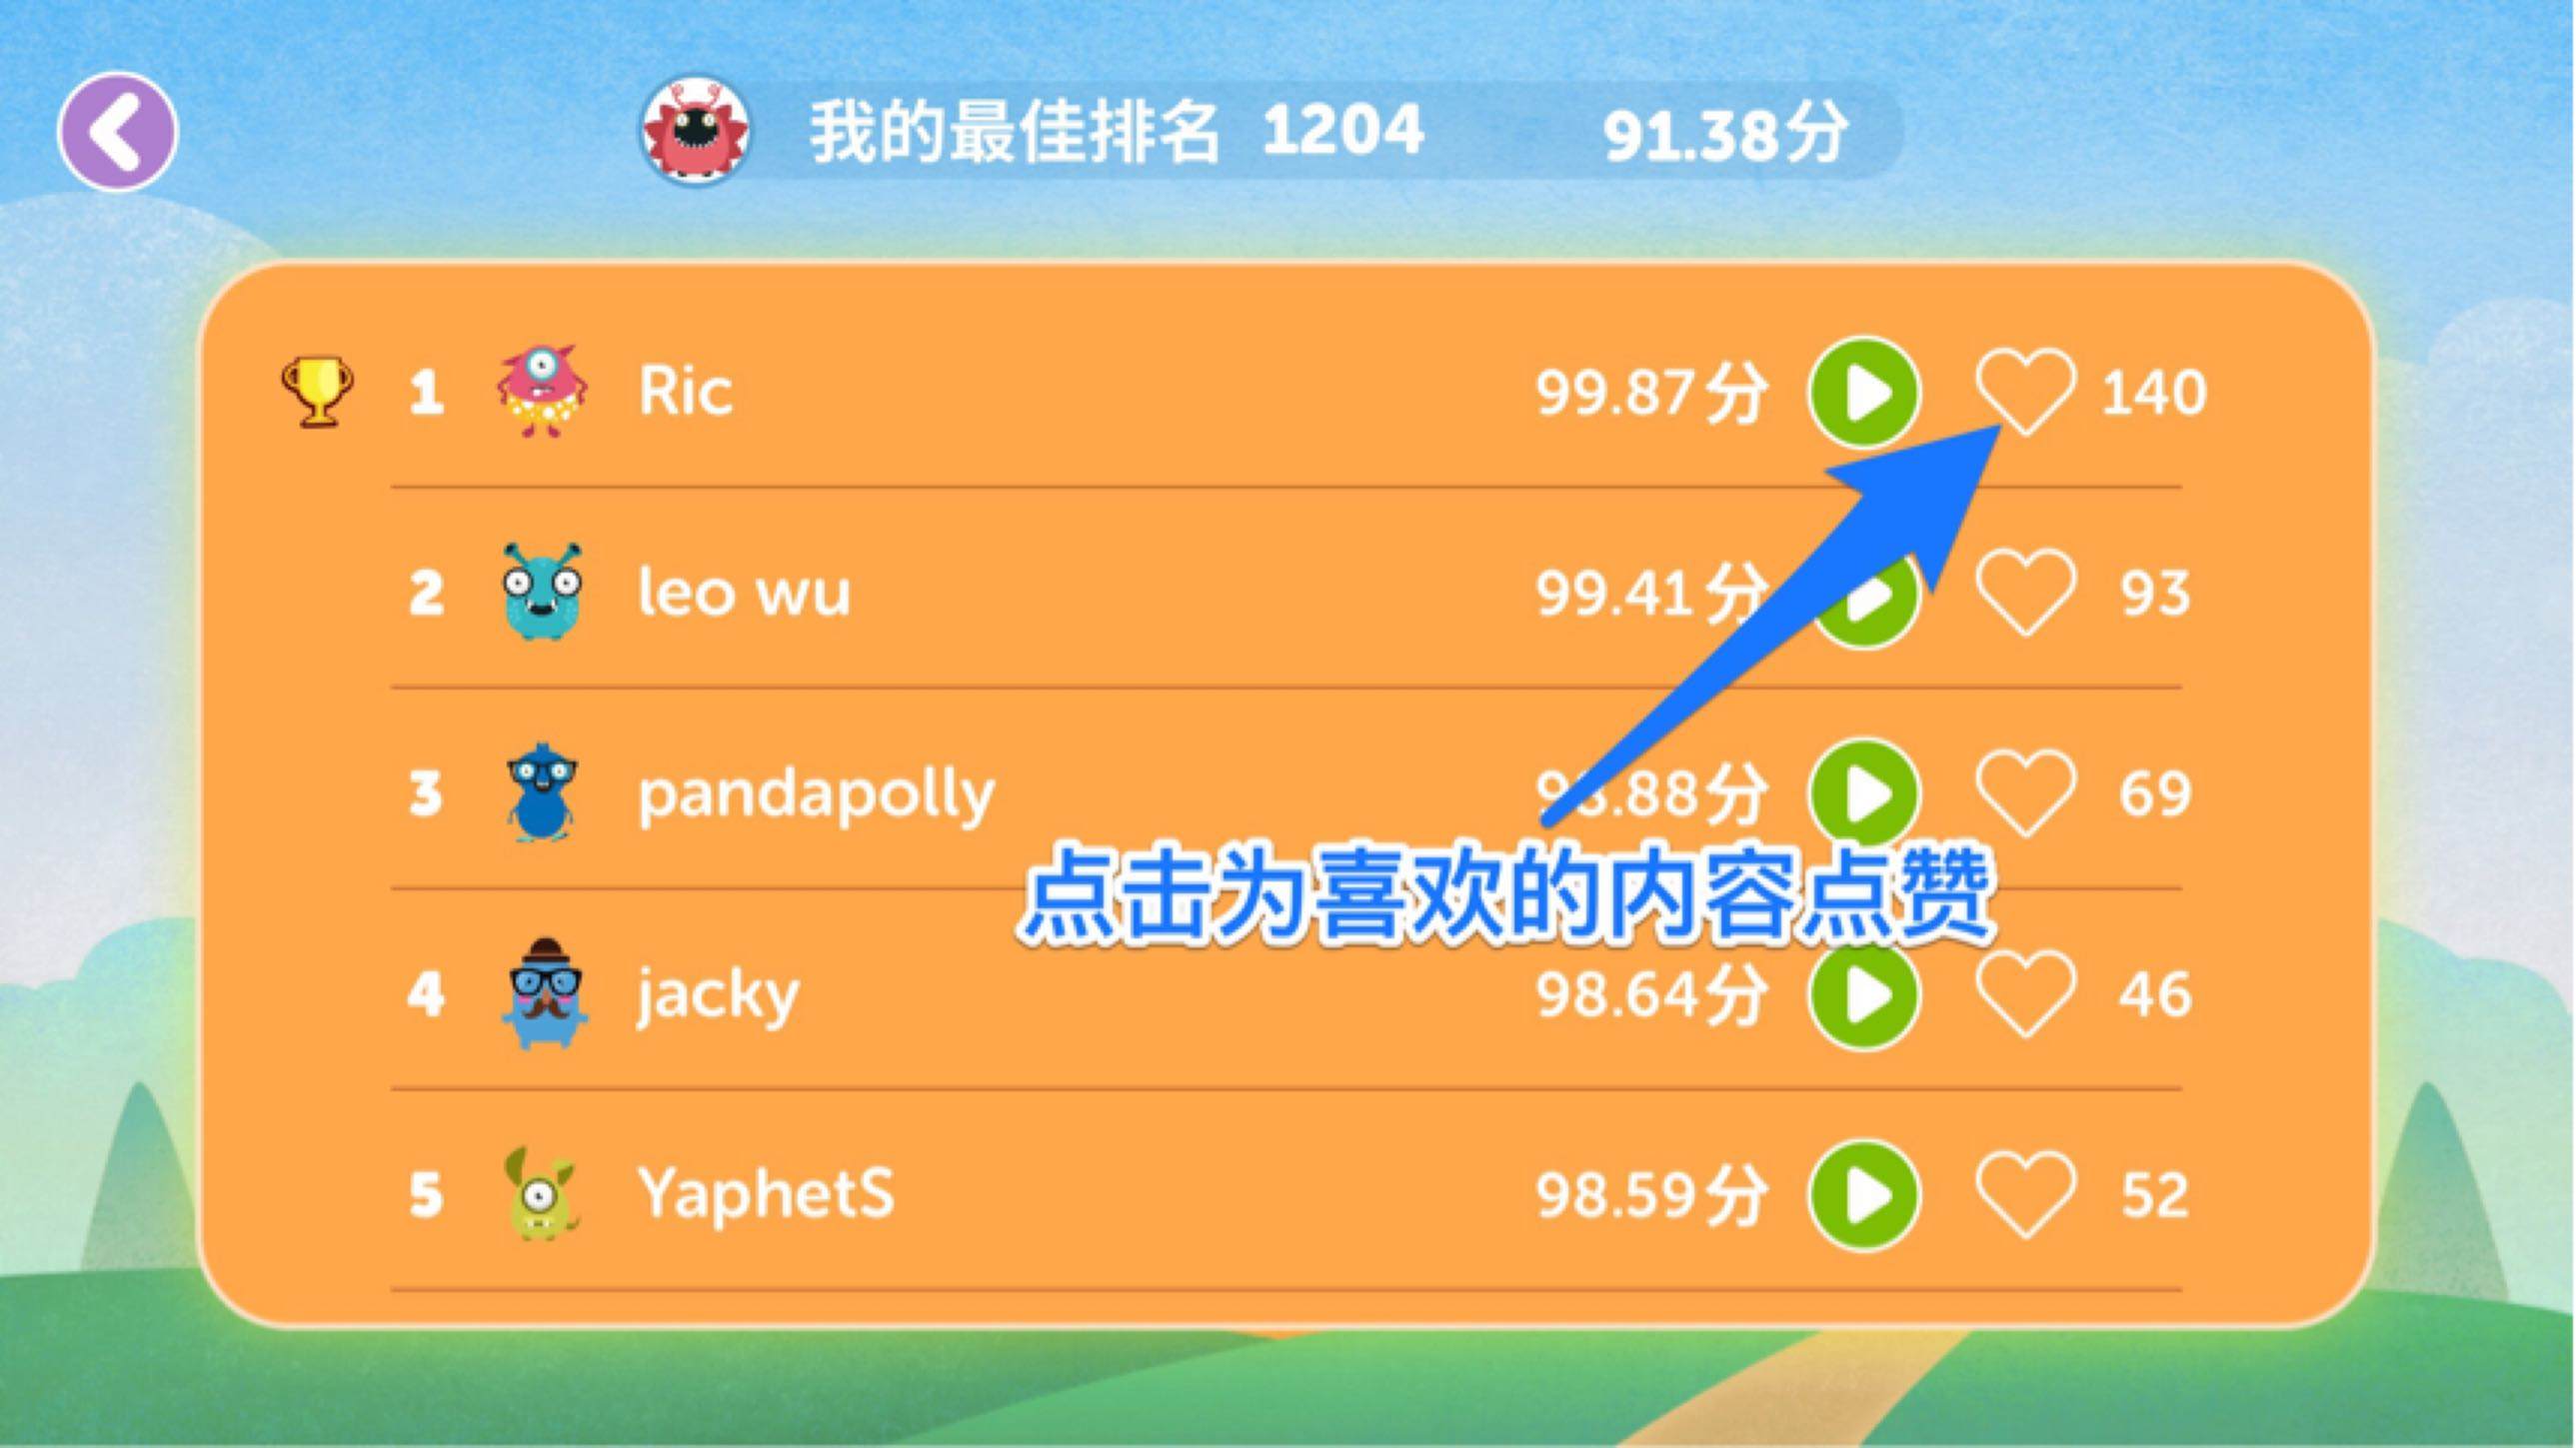 我的最佳排名 1204 91.38分
1 Ric 99.87分 140
2 leo wu 99.41分 93
3 pandapolly 98.88分 69
点击为喜欢的内容点赞
4 jacky 98.64分 46
5 YaphetS 98.59分 52